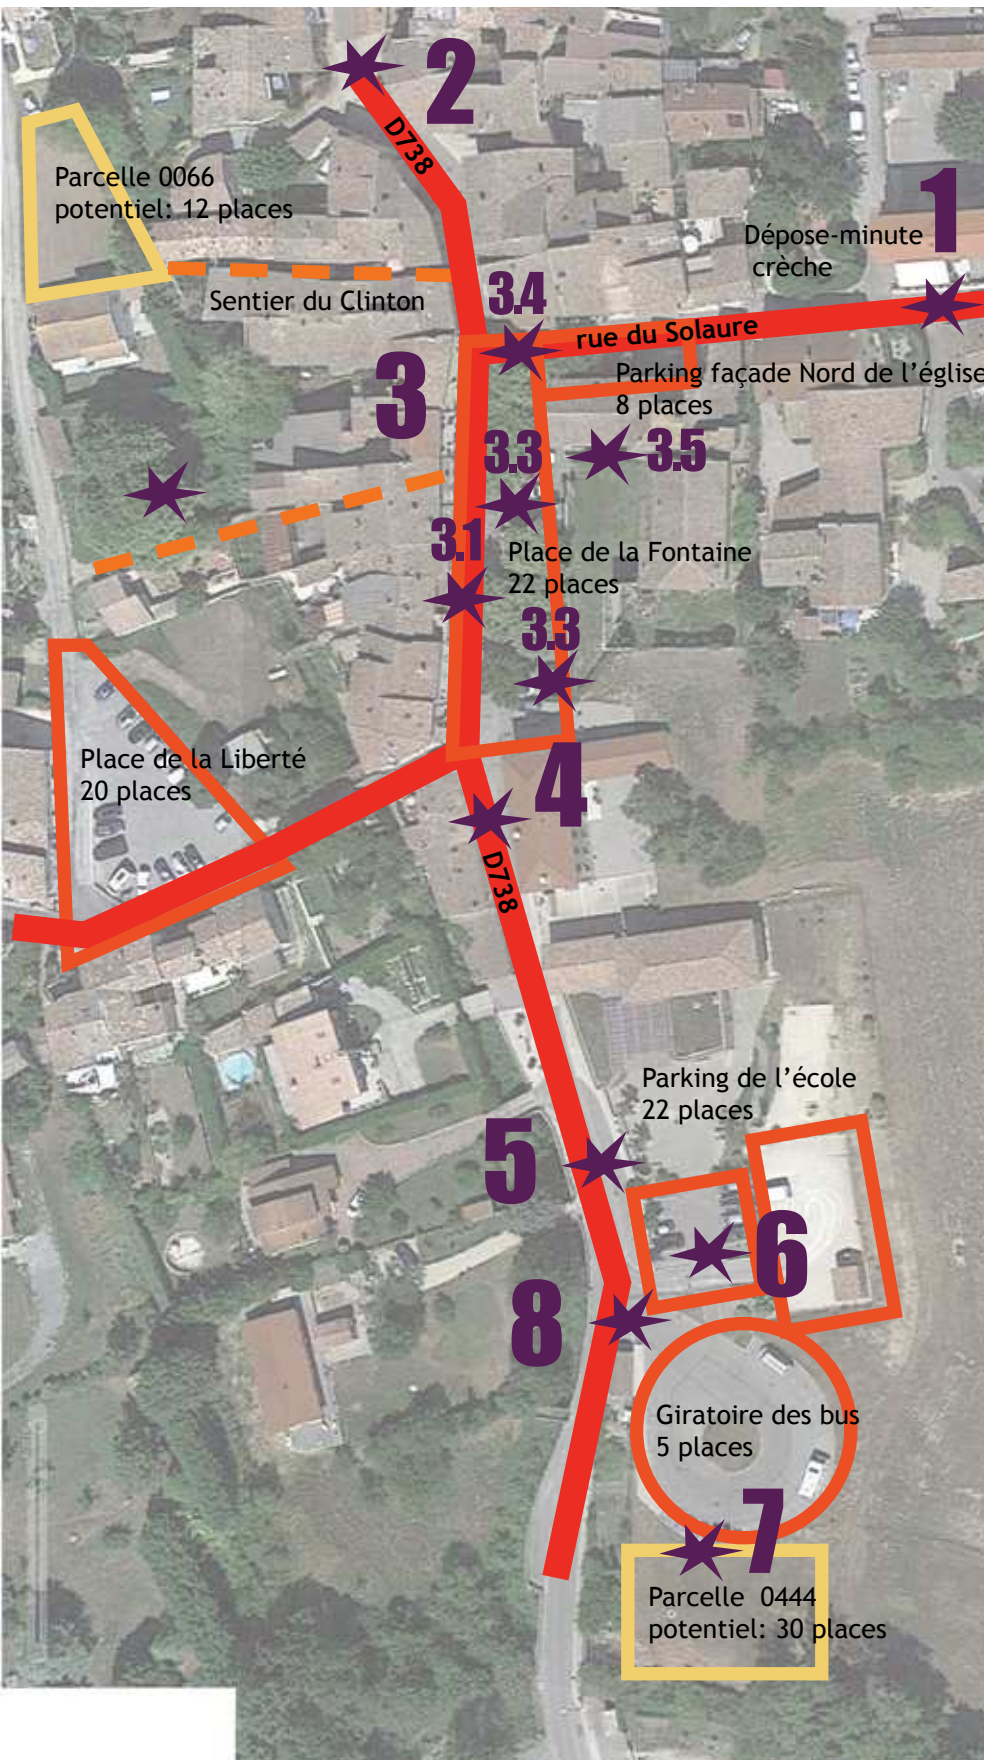 2
D738
Parcelle 0066
potentiel: 12 places
1
Dépose-minute
crèche
Sentier du Clinton
3.4
rue du Solaure
3
Parking façade Nord de l'église
8 places
3.3
3.5
3.1
Place de la Fontaine
22 places
3.3
Place de la Liberté
20 places
4
D738
Parking de l'école
22 places
5
6
8
Giratoire des bus
5 places
7
Parcelle 0444
potentiel: 30 places